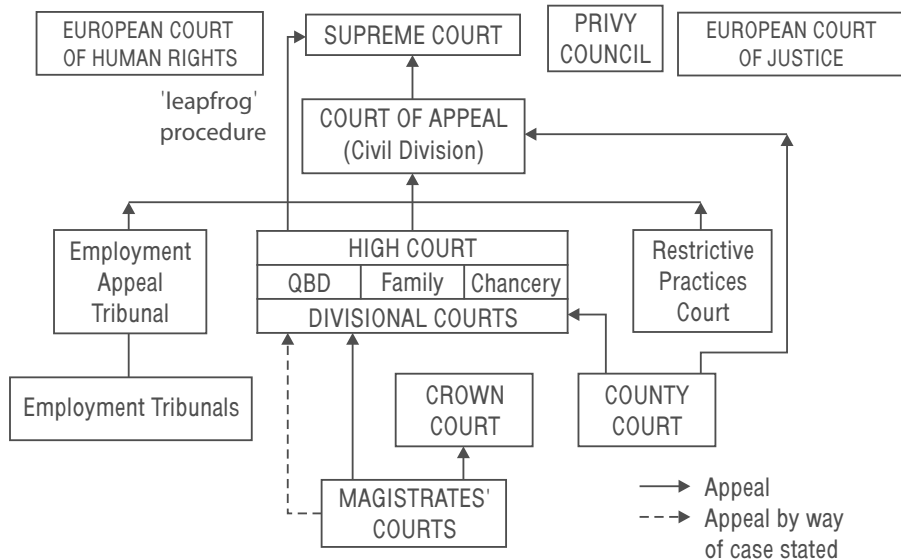 EUROPEAN COURT
OF HUMAN RIGHTS
SUPREME COURT
PRIVY
COUNCIL
EUROPEAN COURT
OF JUSTICE
'leapfrog'
procedure
COURT OF APPEAL
(Civil Division)
Employment
Appeal
Tribunal
HIGH COURT
QBD Family Chancery
DIVISIONAL COURTS
Restrictive
Practices
Court
Employment Tribunals
CROWN
COURT
COUNTY
COURT
MAGISTRATES'
COURTS
Appeal
Appeal by way
of case stated